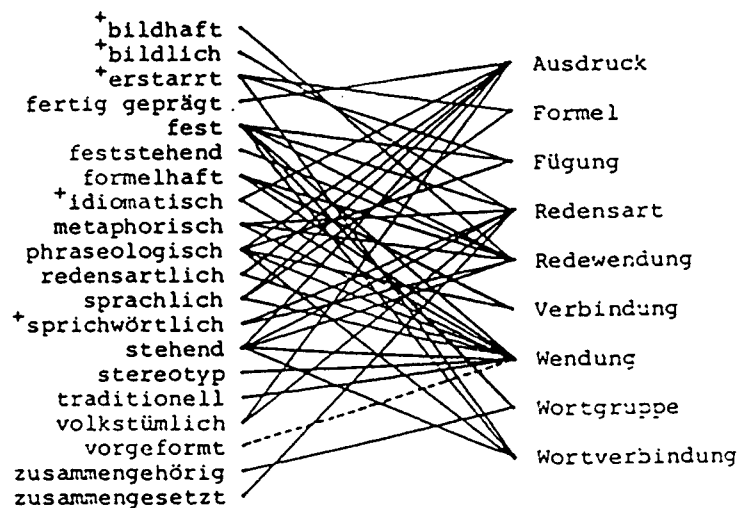 +bildhaft
+bildlich
+erstarrt
fertig geprägt
fest
feststehend
formelhaft
+idiomatisch
metaphorisch
phraseologisch
redensartlich
sprachlich
+sprichwörtlich
stehend
stereotyp
traditionell
volkstümlich
vorgeformt
zusammengehörig
zusammengesetzt
Ausdruck
Formel
Fügung
Redensart
Redewendung
Verbindung
Wendung
Wortgruppe
Wortverbindung